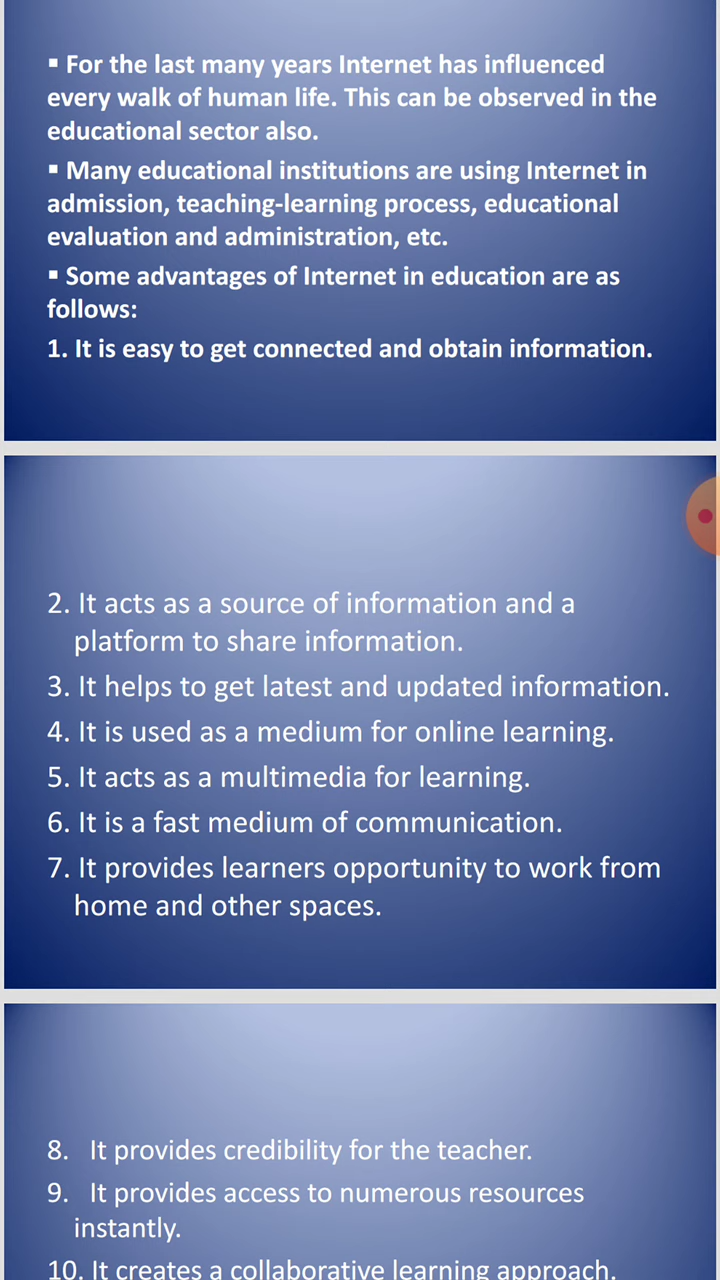 ▪ For the last many years Internet has influenced
every walk of human life. This can be observed in the
educational sector also.
▪ Many educational institutions are using Internet in
admission, teaching-learning process, educational
evaluation and administration, etc.
▪ Some advantages of Internet in education are as
follows:
1. It is easy to get connected and obtain information.
2. It acts as a source of information and a
platform to share information.
3. It helps to get latest and updated information.
4. It is used as a medium for online learning.
5. It acts as a multimedia for learning.
6. It is a fast medium of communication.
7. It provides learners opportunity to work from
home and other spaces.
8. It provides credibility for the teacher.
9. It provides access to numerous resources
instantly.
10. It creates a collaborative learning approach.